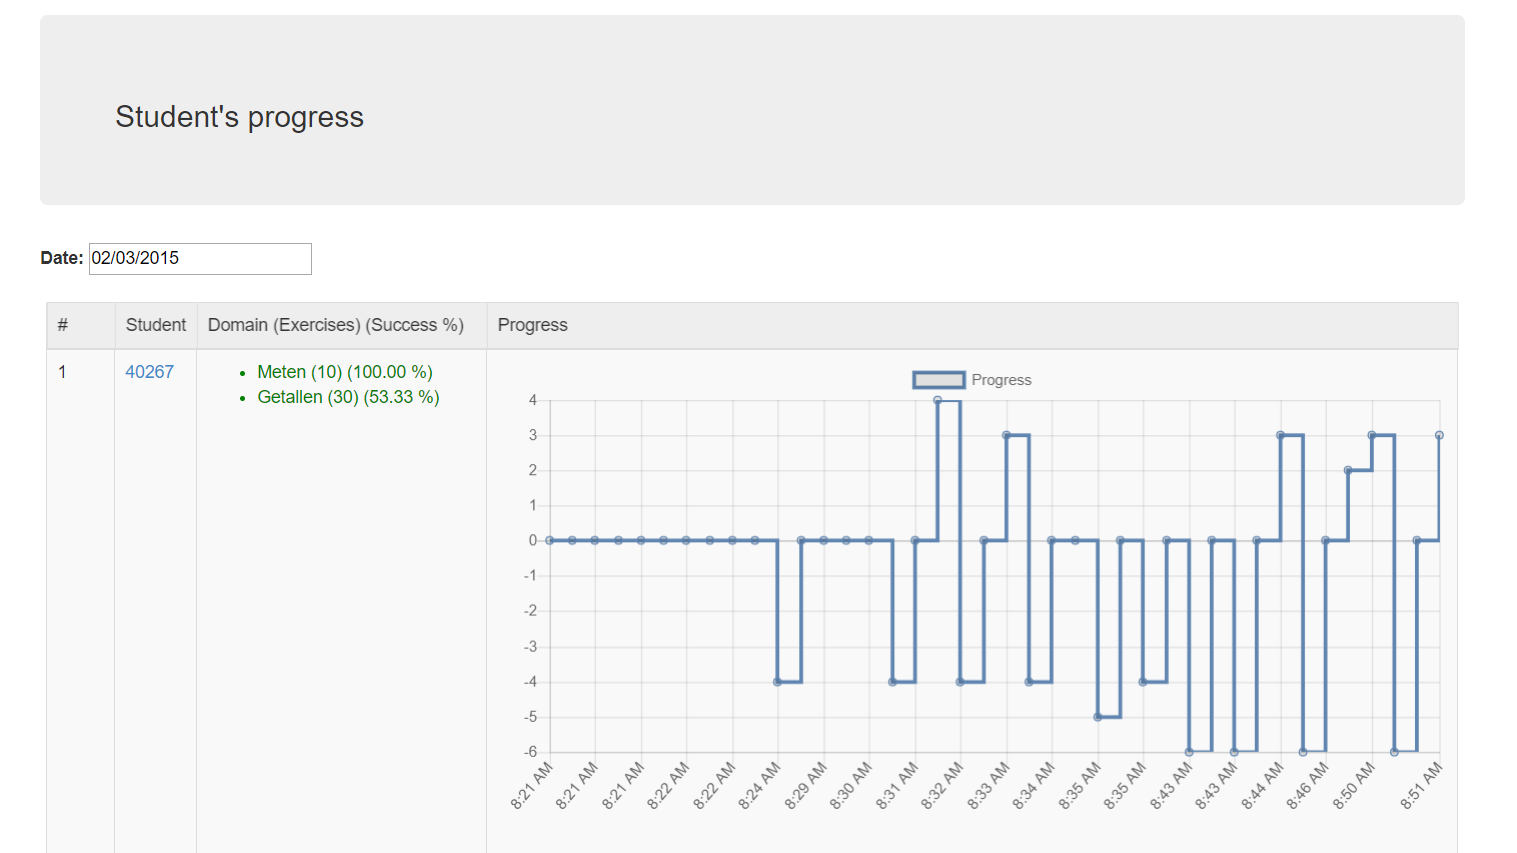 Student's progress
Date: 02/03/2015
# Student Domain (Exercises) (Success %) Progress
1 40267 • Meten (10) (100.00 %)
• Getallen (30) (53.33 %)
Progress
4
3
2
1
0
-1
-2
-3
-4
-5
-6
8:21 AM 8:21 AM 8:21 AM 8:22 AM 8:22 AM 8:24 AM 8:29 AM 8:30 AM 8:31 AM 8:32 AM 8:33 AM 8:34 AM 8:35 AM 8:35 AM 8:43 AM 8:43 AM 8:44 AM 8:46 AM 8:50 AM 8:51 AM